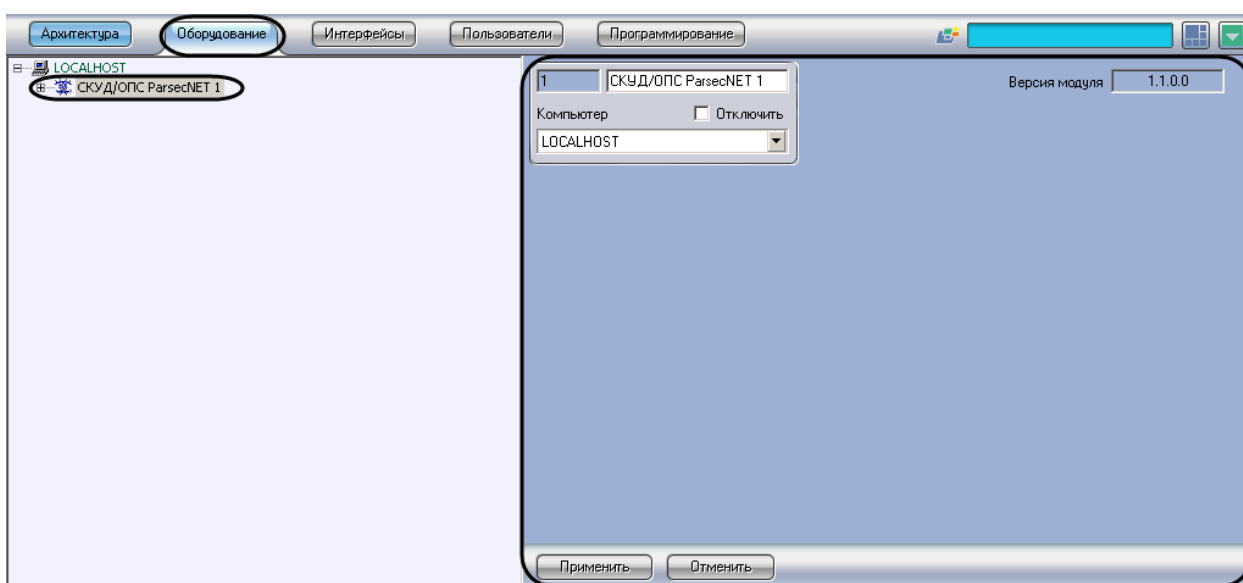 Архитектура Оборудование Интерфейсы Пользователи Программирование
LOCALHOST
СКУД/ОПС ParsecNET 1
1 СКУД/ОПС ParsecNET 1
Компьютер Отключить
LOCALHOST
Версия модуля 1.1.0.0
Применить Отменить